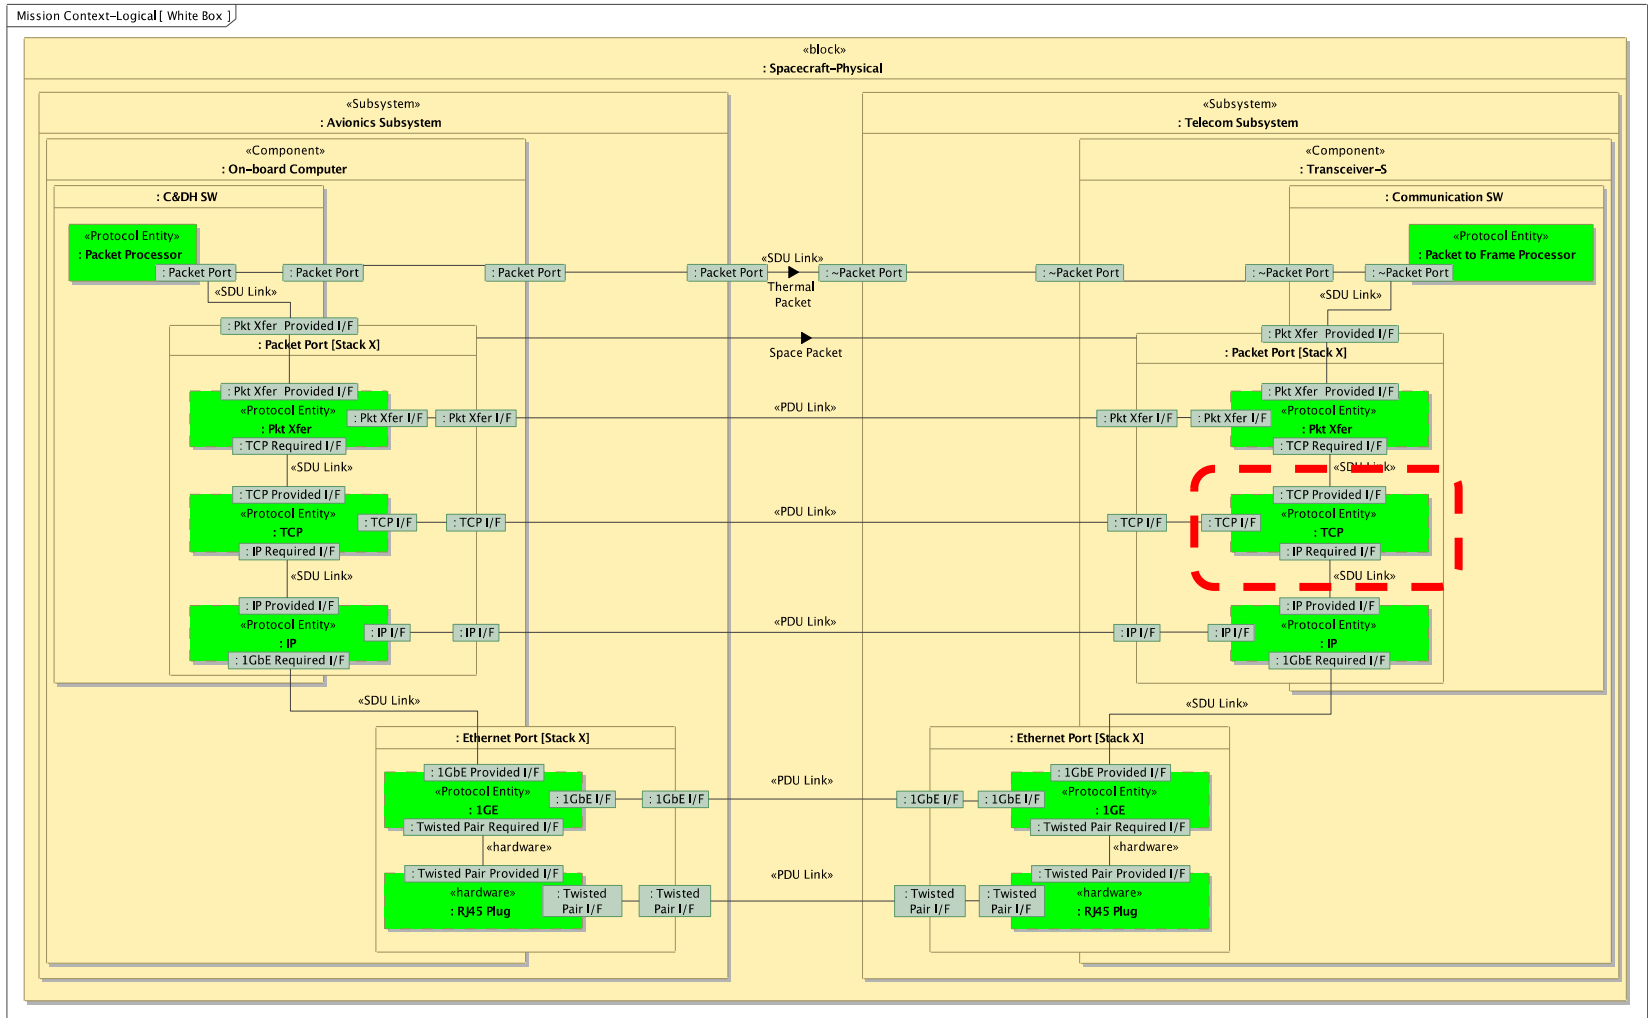 Mission Context-Logical [ White Box ]
«block»
: Spacecraft-Physical
«Subsystem»
: Avionics Subsystem
«Component»
: On-board Computer
: C&DH SW
«Protocol Entity»
: Packet Processor
: Packet Port
: Packet Port
: Packet Port
: Packet Port
«SDU Link»
Thermal
Packet
«SDU Link»
: Pkt Xfer Provided I/F
: Packet Port [Stack X]
Space Packet
: Pkt Xfer Provided I/F
«Protocol Entity»
: Pkt Xfer
: Pkt Xfer I/F
: Pkt Xfer I/F
: TCP Required I/F
«PDU Link»
«SDU Link»
: TCP Provided I/F
«Protocol Entity»
: TCP
: TCP I/F
: TCP I/F
: IP Required I/F
«PDU Link»
«SDU Link»
: IP Provided I/F
«Protocol Entity»
: IP
: IP I/F
: IP I/F
: 1GbE Required I/F
«PDU Link»
«SDU Link»
: Ethernet Port [Stack X]
: 1GbE Provided I/F
«Protocol Entity»
: 1GE
: 1GbE I/F
: 1GbE I/F
: Twisted Pair Required I/F
«PDU Link»
«hardware»
: Twisted Pair Provided I/F
«hardware»
: RJ45 Plug
: Twisted
Pair I/F
: Twisted
Pair I/F
«PDU Link»
«Subsystem»
: Telecom Subsystem
«Component»
: Transceiver-S
: Communication SW
«Protocol Entity»
: Packet to Frame Processor
: ~Packet Port
: ~Packet Port
: ~Packet Port
: ~Packet Port
«SDU Link»
: Pkt Xfer Provided I/F
: Packet Port [Stack X]
: Pkt Xfer Provided I/F
«Protocol Entity»
: Pkt Xfer
: Pkt Xfer I/F
: Pkt Xfer I/F
: TCP Required I/F
«SDU Link»
: TCP Provided I/F
«Protocol Entity»
: TCP
: TCP I/F
: TCP I/F
: IP Required I/F
«SDU Link»
: IP Provided I/F
«Protocol Entity»
: IP
: IP I/F
: IP I/F
: 1GbE Required I/F
«SDU Link»
: Ethernet Port [Stack X]
: 1GbE Provided I/F
«Protocol Entity»
: 1GE
: 1GbE I/F
: 1GbE I/F
: Twisted Pair Required I/F
«hardware»
: Twisted Pair Provided I/F
«hardware»
: RJ45 Plug
: Twisted
Pair I/F
: Twisted
Pair I/F